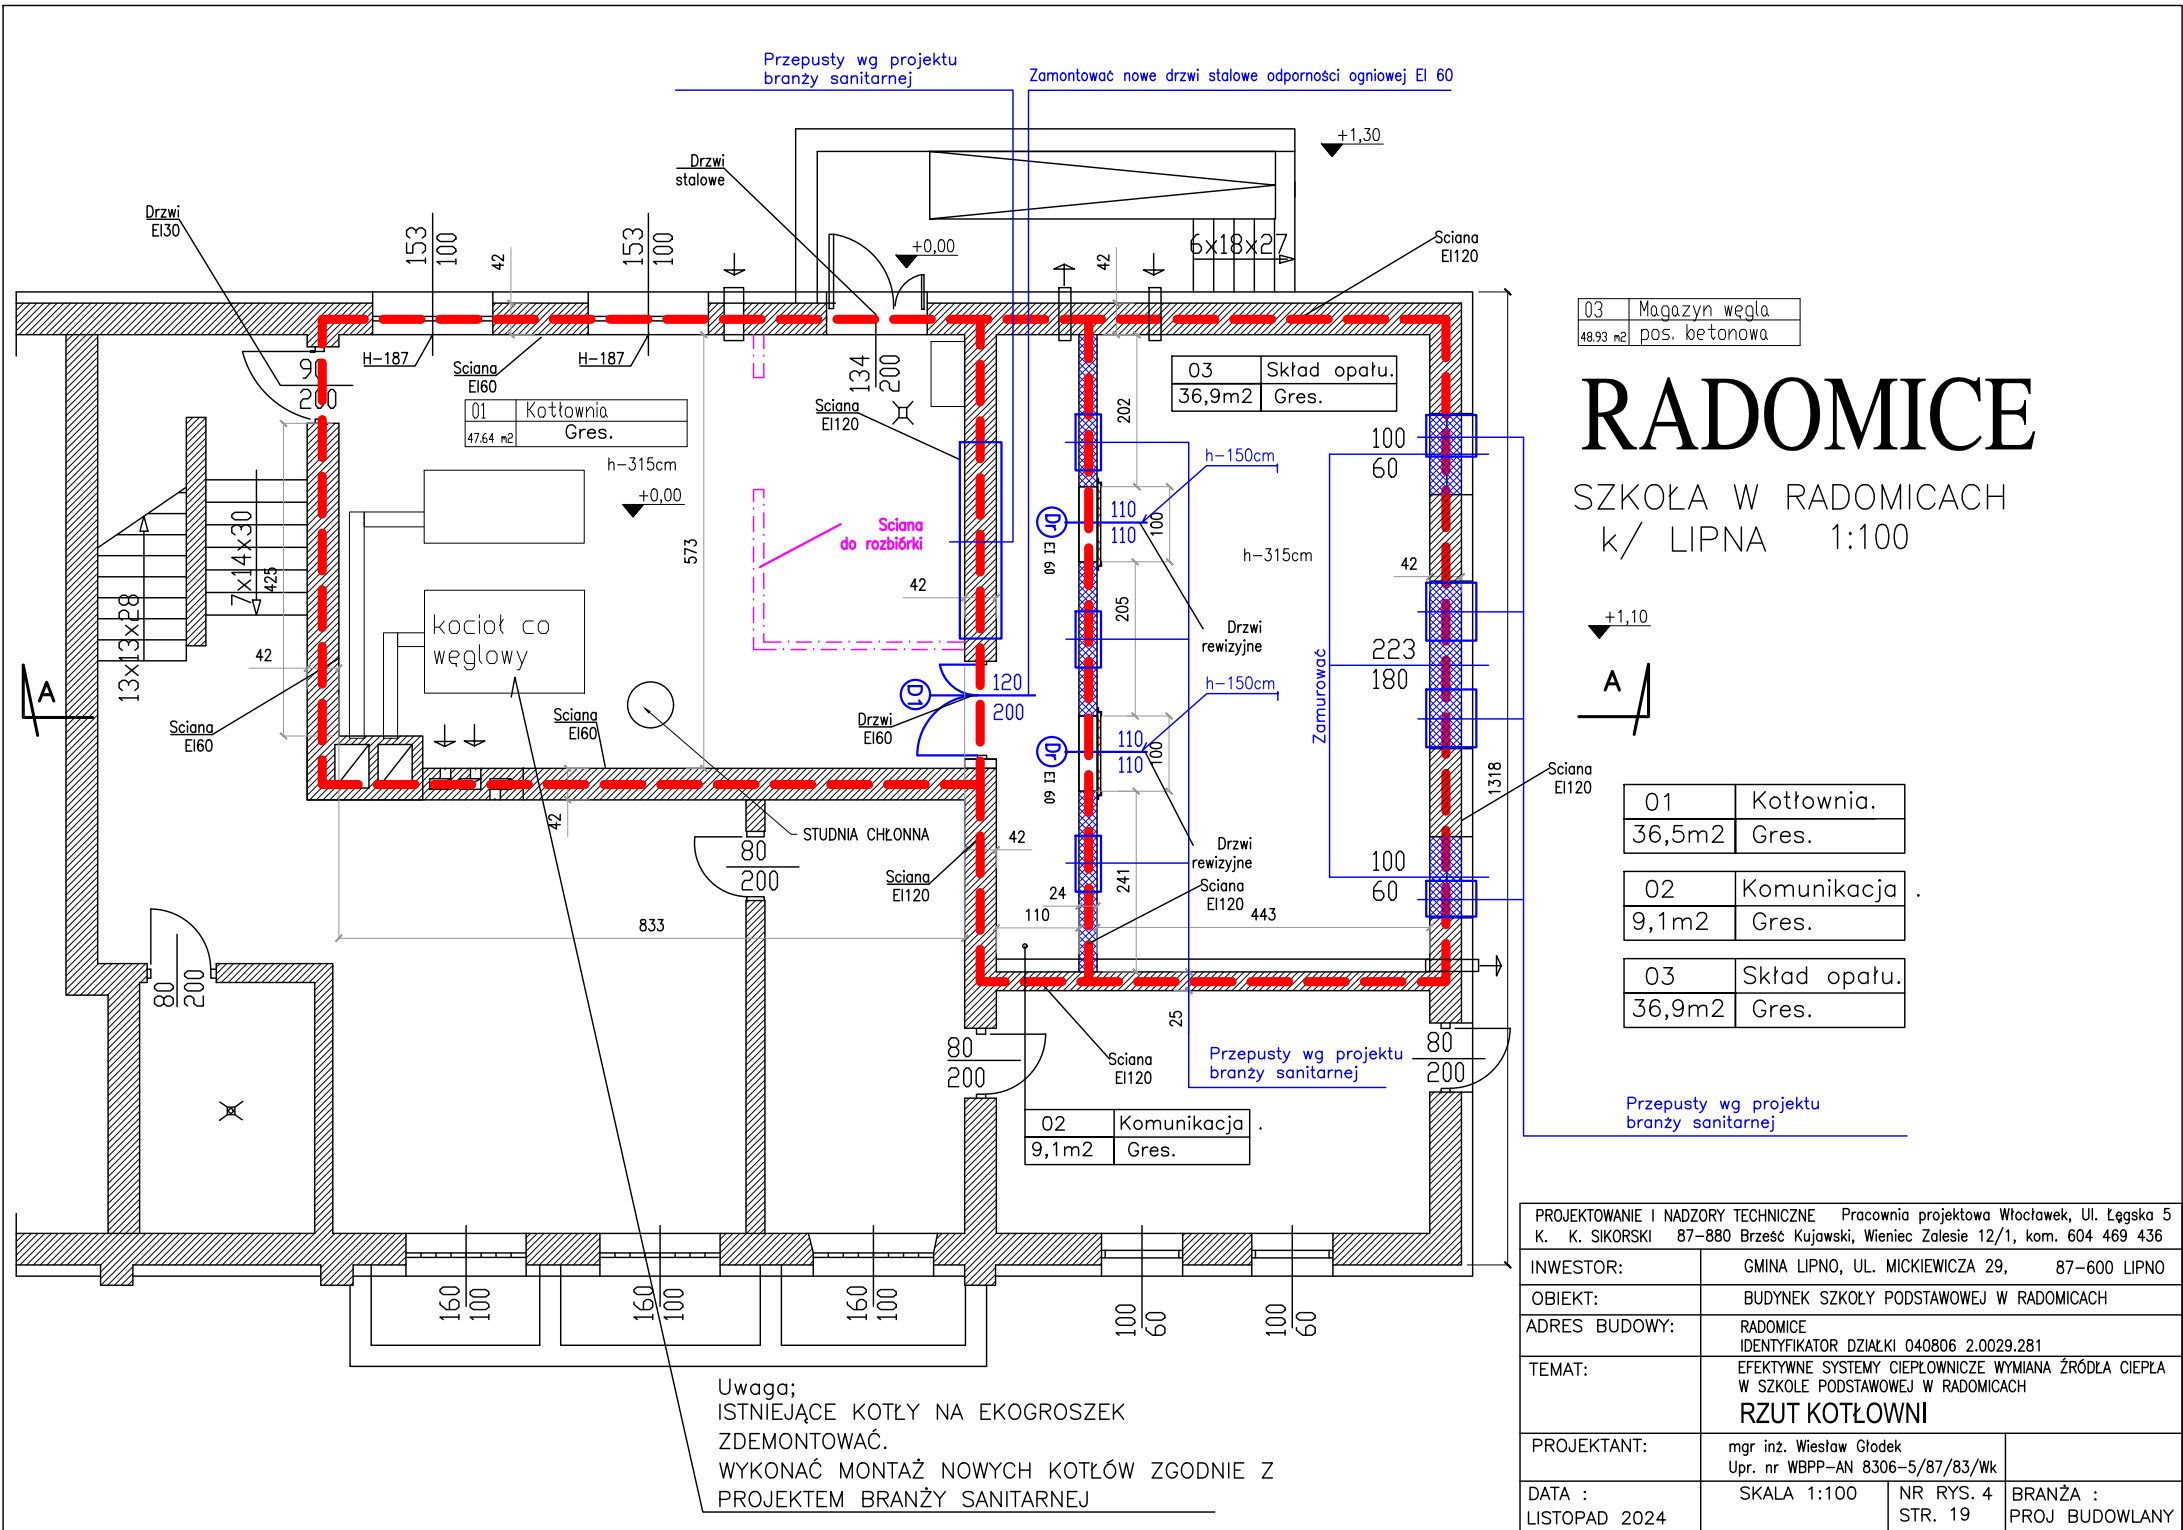 Przepusty wg projektu
branży sanitarnej
Zamontować nowe drzwi stalowe odporności ogniowej EI 60
+1,30
Drzwi
stalowe
Drzwi
EI30
153
100
42
153
100
+0,00
42
6x18x27
Sciana
EI120
03 Magazyn węgla
48.93 m2 pos. betonowa
RADOMICE
SZKOŁA W RADOMICACH
k/ LIPNA 1:100
+1,10
A
H-187
Sciana
EI60
H-187
90
200
01 Kotłownia
47.64 m2 Gres.
h-315cm
+0,00
134
200
Sciana
EI120
03 Skład opału.
36,9m2 Gres.
202
100
60
h-150cm
Sciana
do rozbiórki
573
Dr
EI 60
110
110
100
h-315cm
42
42
205
Drzwi
rewizyjne
7x14x30
425
13x13x28
42
A
kocioł co
węglowy
Zamurować
223
180
h-150cm
D1
120
200
Drzwi
EI60
Dr
EI 60
110
110
100
Sciana
EI60
Sciana
EI60
1318
Sciana
EI120
42
STUDNIA CHŁONNA
80
200
42
Drzwi
rewizyjne
Sciana
EI120
Sciana
EI120
241
100
60
24
110
443
833
01 Kotłownia.
36,5m2 Gres.
02 Komunikacja .
9,1m2 Gres.
03 Skład opału.
36,9m2 Gres.
80
200
25
80
200
Sciana
EI120
Przepusty wg projektu
branży sanitarnej
80
200
02 Komunikacja .
9,1m2 Gres.
Przepusty wg projektu
branży sanitarnej
160
100
160
100
160
100
100
60
100
60
Uwaga;
ISTNIEJĄCE KOTŁY NA EKOGROSZEK
ZDEMONTOWAĆ.
WYKONAĆ MONTAŻ NOWYCH KOTŁÓW ZGODNIE Z
PROJEKTEM BRANŻY SANITARNEJ
PROJEKTOWANIE I NADZORY TECHNICZNE Pracownia projektowa Włocławek, Ul. Łęgska 5
K. K. SIKORSKI 87-880 Brześć Kujawski, Wieniec Zalesie 12/1, kom. 604 469 436
INWESTOR: GMINA LIPNO, UL. MICKIEWICZA 29, 87-600 LIPNO
OBIEKT: BUDYNEK SZKOŁY PODSTAWOWEJ W RADOMICACH
ADRES BUDOWY: RADOMICE
IDENTYFIKATOR DZIAŁKI 040806 2.0029.281
TEMAT: EFEKTYWNE SYSTEMY CIEPŁOWNICZE WYMIANA ŹRÓDŁA CIEPŁA
W SZKOLE PODSTAWOWEJ W RADOMICACH
RZUT KOTŁOWNI
PROJEKTANT: mgr inż. Wiesław Głodek
Upr. nr WBPP-AN 8306-5/87/83/Wk
DATA : SKALA 1:100 NR RYS. 4 BRANŻA :
LISTOPAD 2024 STR. 19 PROJ BUDOWLANY